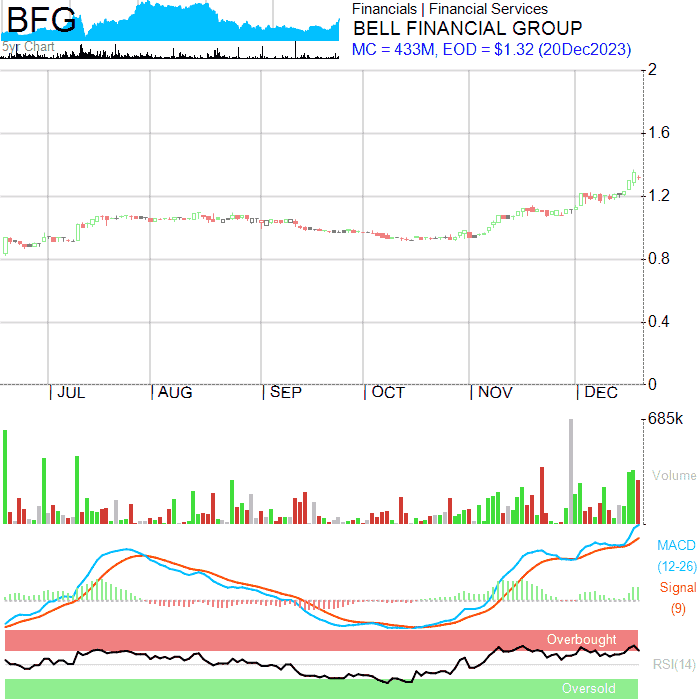 BFG
5yr Chart
Financials | Financial Services
BELL FINANCIAL GROUP
MC = 433M, EOD = $1.32 (20Dec2023)
2
1.6
1.2
0.8
0.4
0
JUL AUG SEP OCT NOV DEC
685k
Volume
MACD
(12-26)
Signal
(9)
Overbought
RSI(14)
Oversold